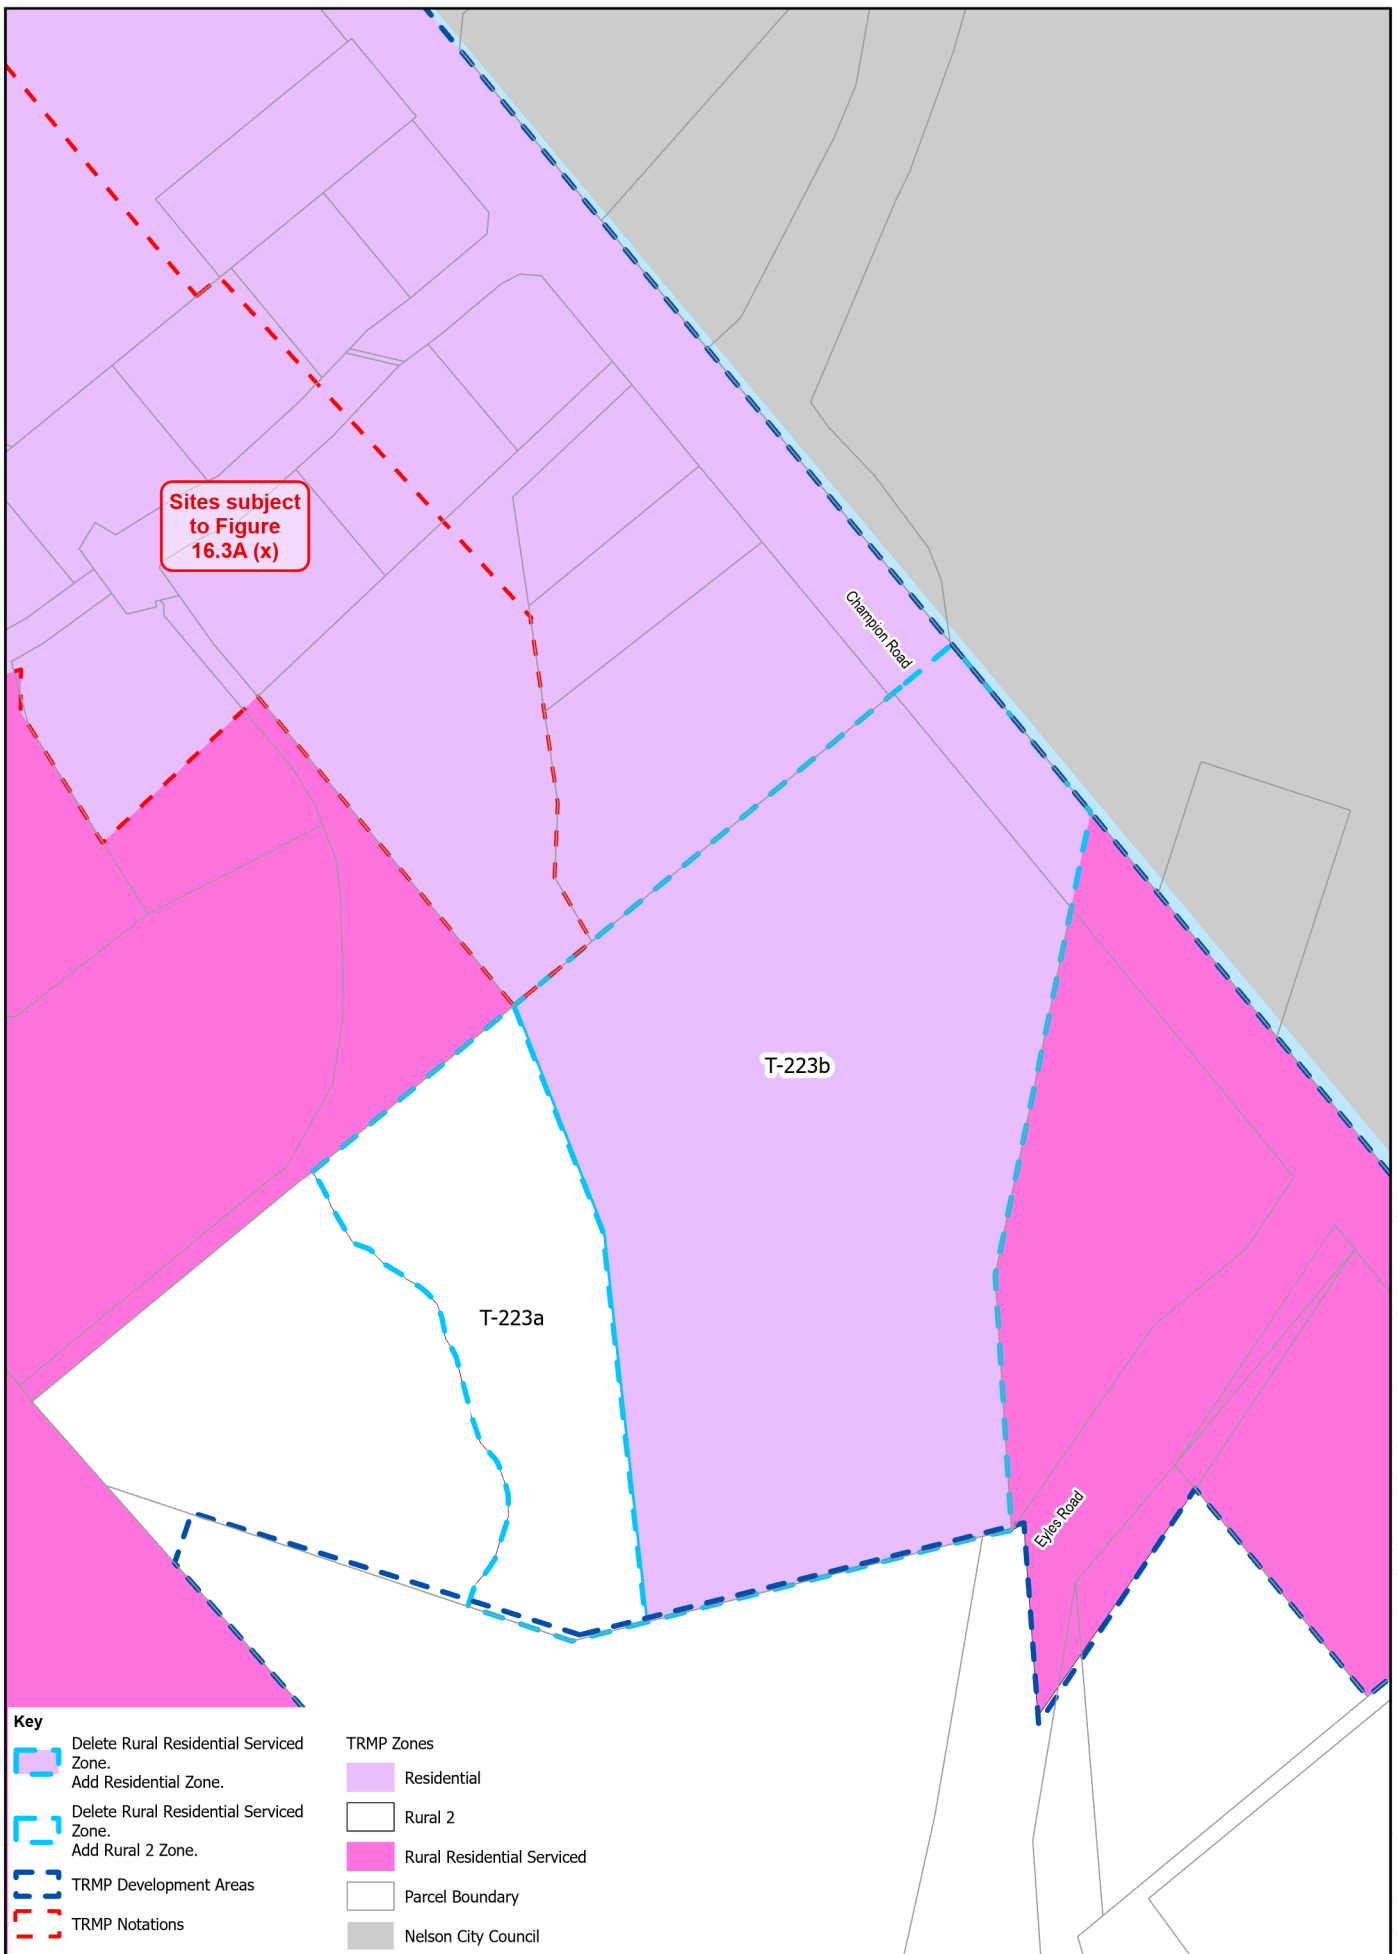 Sites subject
to Figure
16.3A (x)
Champion Road
T-223b
T-223a
Eyles Road
Key
Delete Rural Residential Serviced
Zone.
Add Residential Zone.
Delete Rural Residential Serviced
Zone.
Add Rural 2 Zone.
TRMP Development Areas
TRMP Notations
TRMP Zones
Residential
Rural 2
Rural Residential Serviced
Parcel Boundary
Nelson City Council